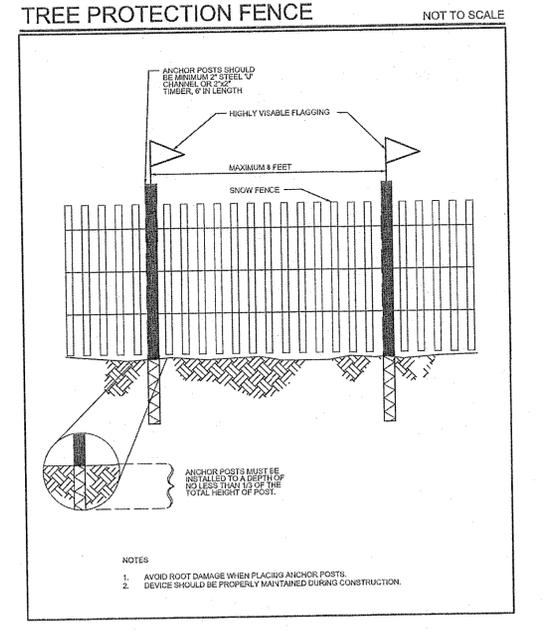 TREE PROTECTION FENCE
NOT TO SCALE
ANCHOR POSTS SHOULD
BE MINIMUM 2" STEEL "U"
CHANNEL OR 2"x2"
TIMBER, 6' IN LENGTH
HIGHLY VISABLE FLAGGING
MAXIMUM 8 FEET
SNOW FENCE
ANCHOR POSTS MUST BE
INSTALLED TO A DEPTH OF
NO LESS THAN 1/3 OF THE
TOTAL HEIGHT OF POST.
NOTES
1. AVOID ROOT DAMAGE WHEN PLACING ANCHOR POSTS.
2. DEVICE SHOULD BE PROPERLY MAINTAINED DURING CONSTRUCTION.